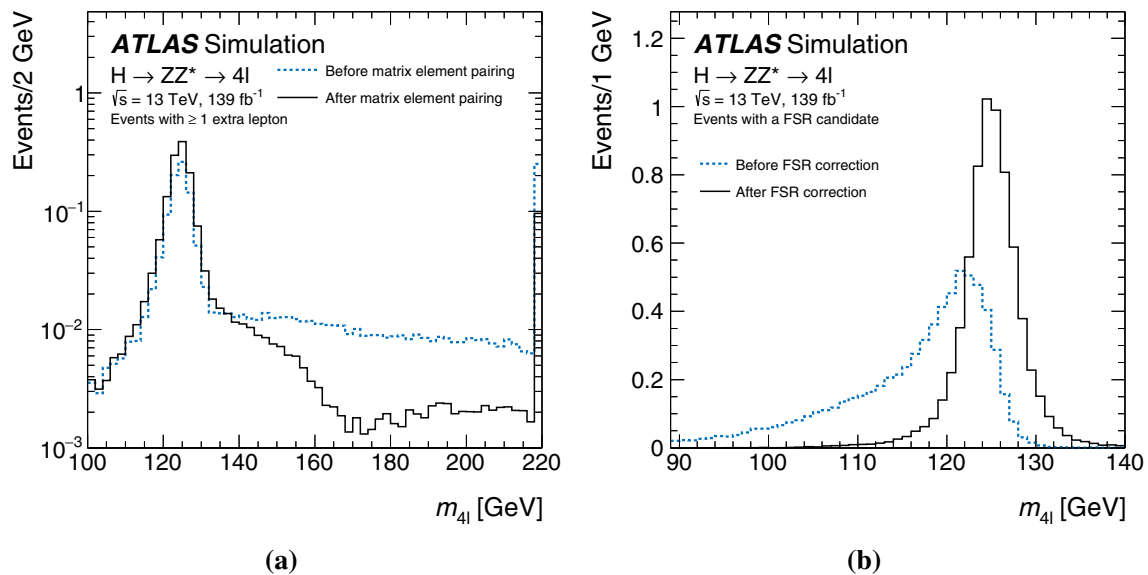 Events/2 GeV
ATLAS Simulation
H → ZZ* → 4l
√s = 13 TeV, 139 fb⁻¹
Events with ≥ 1 extra lepton
Before matrix element pairing
After matrix element pairing
1
10⁻¹
10⁻²
10⁻³
100 120 140 160 180 200 220
m4l [GeV]
(a)
Events/1 GeV
ATLAS Simulation
H → ZZ* → 4l
√s = 13 TeV, 139 fb⁻¹
Events with a FSR candidate
Before FSR correction
After FSR correction
1.2
1
0.8
0.6
0.4
0.2
0
90 100 110 120 130 140
m4l [GeV]
(b)